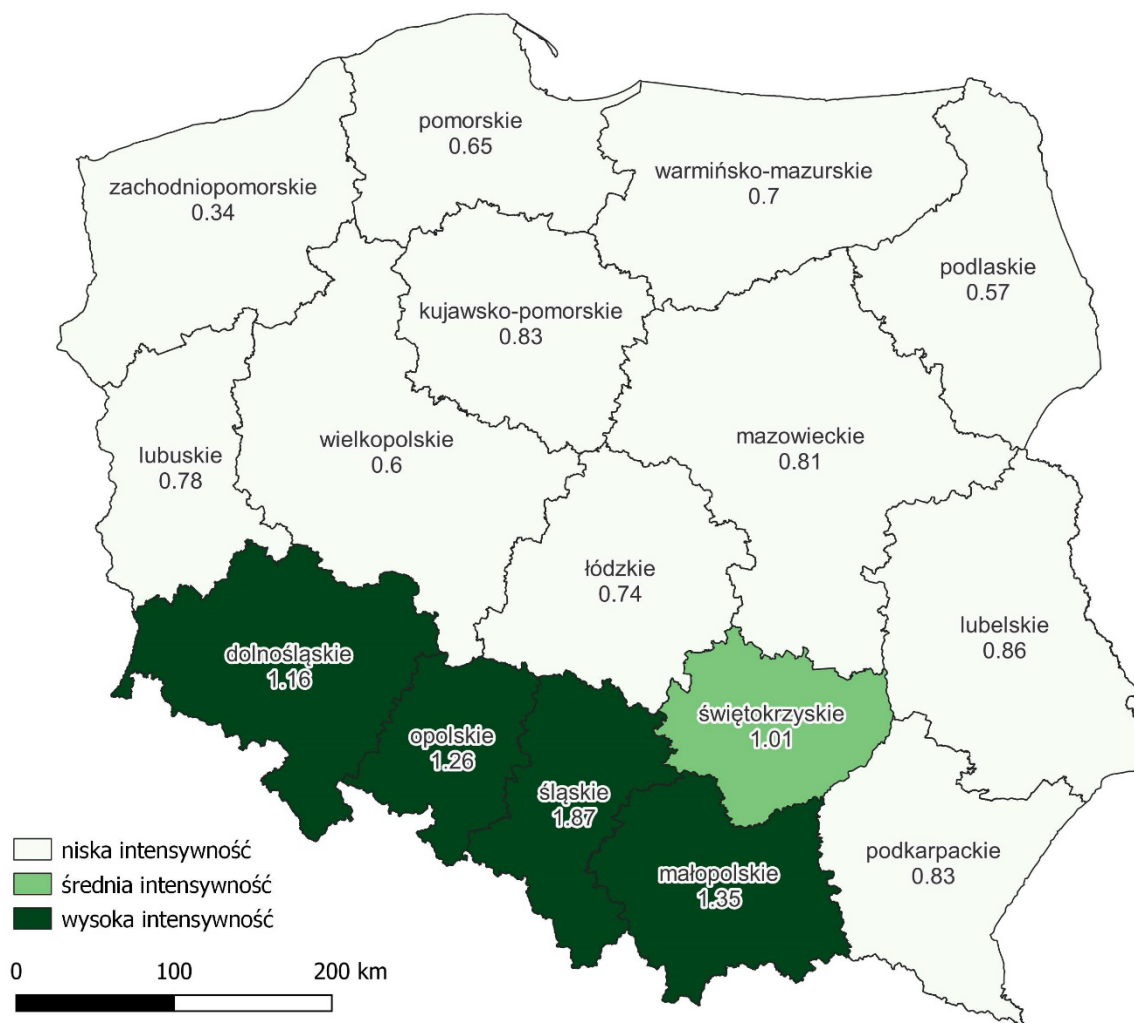 pomorskie
0.65
warmińsko-mazurskie
0.7
zachodniopomorskie
0.34
podlaskie
0.57
kujawsko-pomorskie
0.83
wielkopolskie
0.6
mazowieckie
0.81
lubuskie
0.78
łódzkie
0.74
lubelskie
0.86
dolnośląskie
1.16
świętokrzyskie
1.01
opolskie
1.26
śląskie
1.87
małopolskie
1.35
podkarpackie
0.83
niska intensywność
średnia intensywność
wysoka intensywność
0 100 200 km